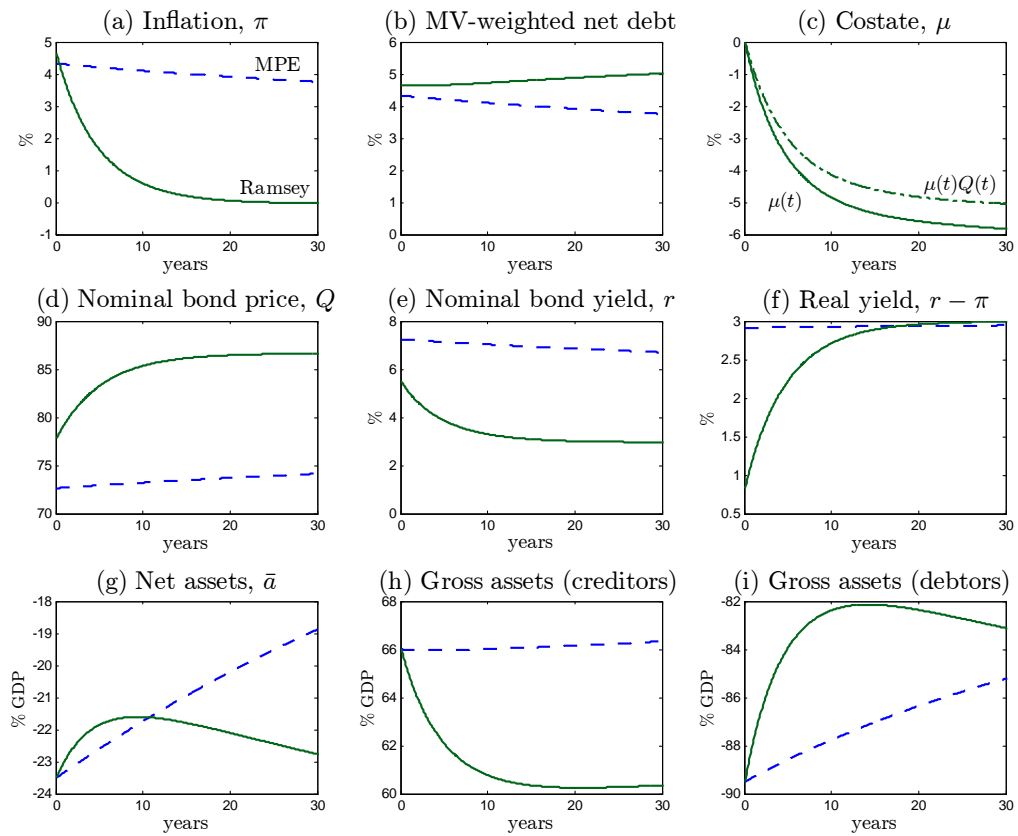 (a) Inflation, π
5
4
3
2
1
0
-1
%
MPE
Ramsey
0 10 20 30
years
(b) MV-weighted net debt
6
5
4
3
2
1
0
%
0 10 20 30
years
(c) Costate, μ
0
-1
-2
-3
-4
-5
-6
%
μ(t)
μ(t)Q(t)
0 10 20 30
years
(d) Nominal bond price, Q
90
85
80
75
70
%
0 10 20 30
years
(e) Nominal bond yield, r
8
6
4
2
0
%
0 10 20 30
years
(f) Real yield, r − π
3
2.5
2
1.5
1
0.5
%
0 10 20 30
years
(g) Net assets, ā
-18
-19
-20
-21
-22
-23
-24
% GDP
0 10 20 30
years
(h) Gross assets (creditors)
68
66
64
62
60
% GDP
0 10 20 30
years
(i) Gross assets (debtors)
-82
-84
-86
-88
-90
% GDP
0 10 20 30
years